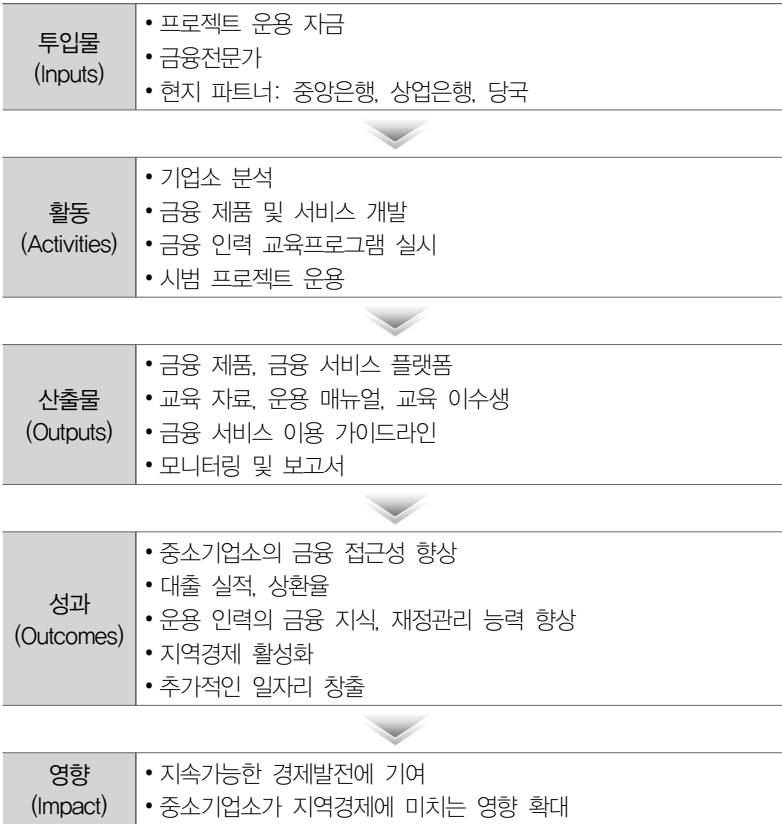 투입물
(Inputs)
• 프로젝트 운용 자금
• 금융전문가
• 현지 파트너: 중앙은행, 상업은행, 당국
활동
(Activities)
• 기업소 분석
• 금융 제품 및 서비스 개발
• 금융 인력 교육프로그램 실시
• 시범 프로젝트 운용
산출물
(Outputs)
• 금융 제품, 금융 서비스 플랫폼
• 교육 자료, 운용 매뉴얼, 교육 이수생
• 금융 서비스 이용 가이드라인
• 모니터링 및 보고서
성과
(Outcomes)
• 중소기업소의 금융 접근성 향상
• 대출 실적, 상환율
• 운용 인력의 금융 지식, 재정관리 능력 향상
• 지역경제 활성화
• 추가적인 일자리 창출
영향
(Impact)
• 지속가능한 경제발전에 기여
• 중소기업소가 지역경제에 미치는 영향 확대